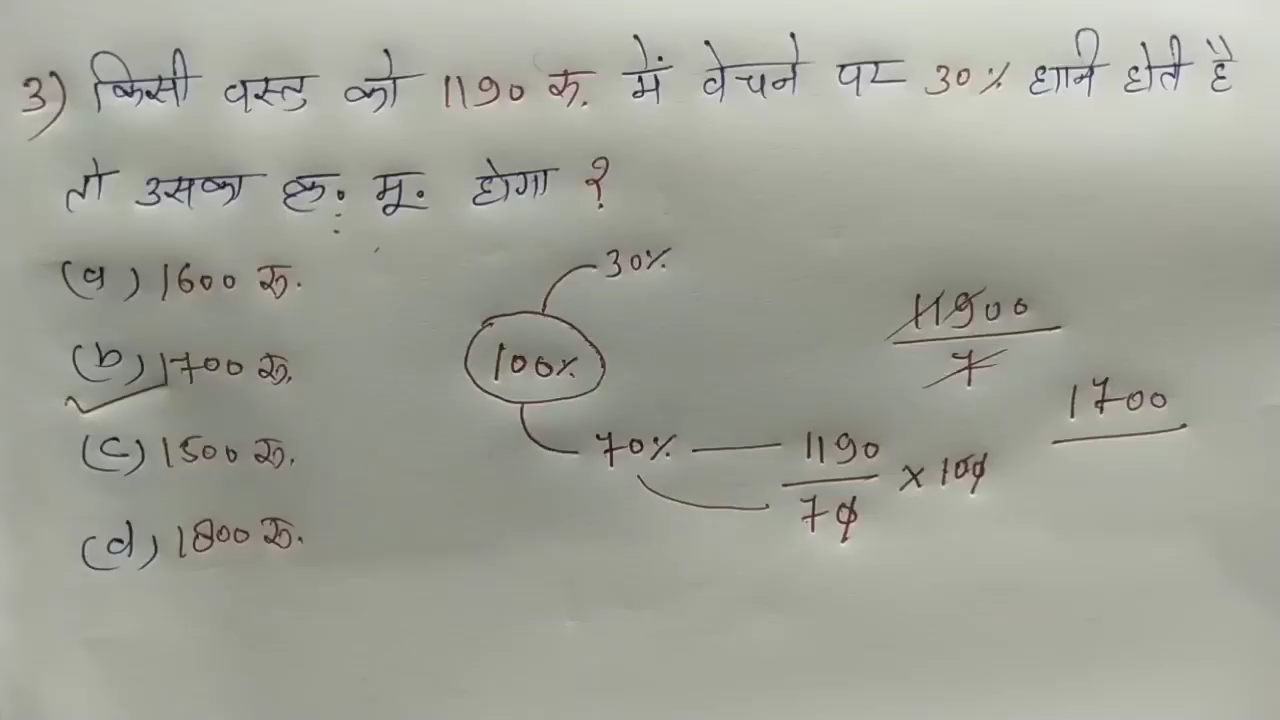 3) किसी वस्तु को 1190 रु. में वेचने पर 30% हानि होती है
तो उसका क्र. मू. होगा ?
(a) 1600 रु.
(b) 1700 रु.
(c) 1500 रु.
(d) 1800 रु.
30%
100%
70%
1190
70
× 100
11900
7
1700